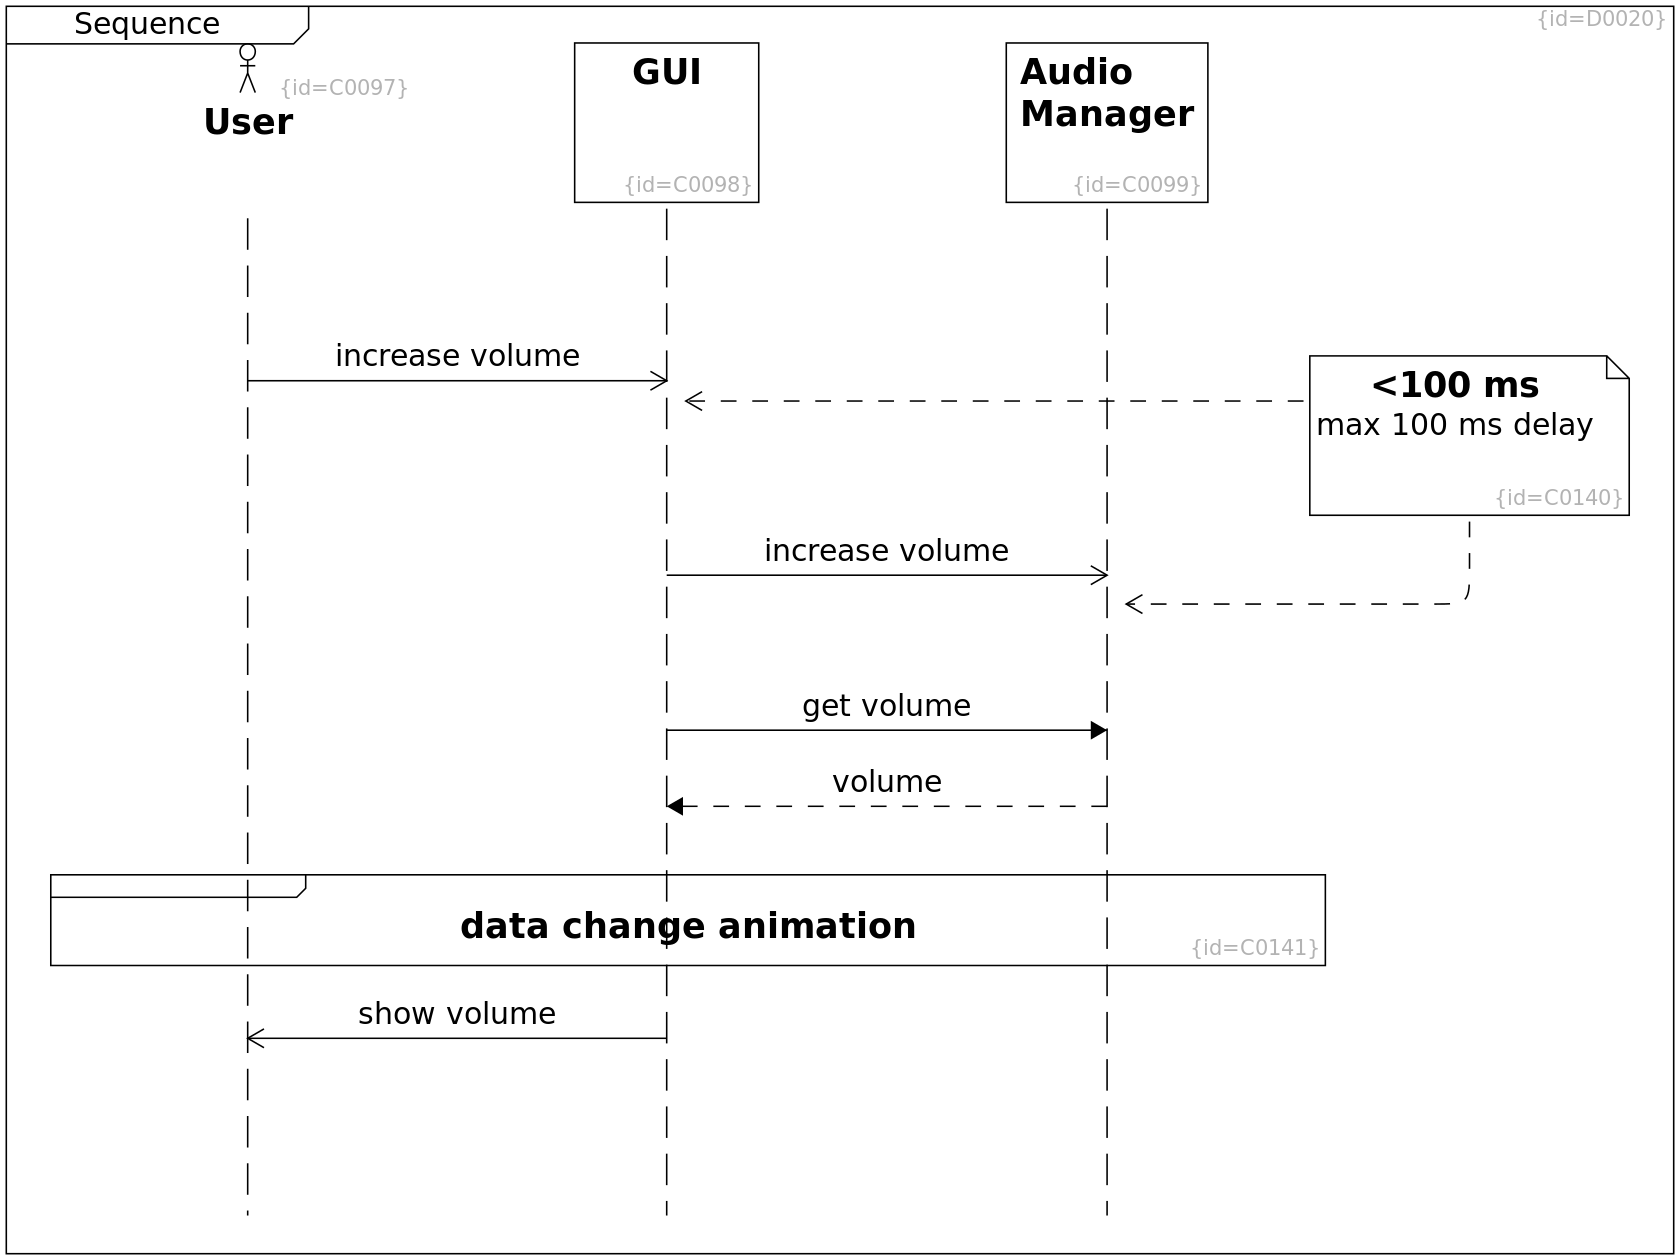 Sequence
{id=D0020}
{id=C0097}
User
GUI
{id=C0098}
Audio
Manager
{id=C0099}
increase volume
<100 ms
max 100 ms delay
{id=C0140}
increase volume
get volume
volume
data change animation
{id=C0141}
show volume